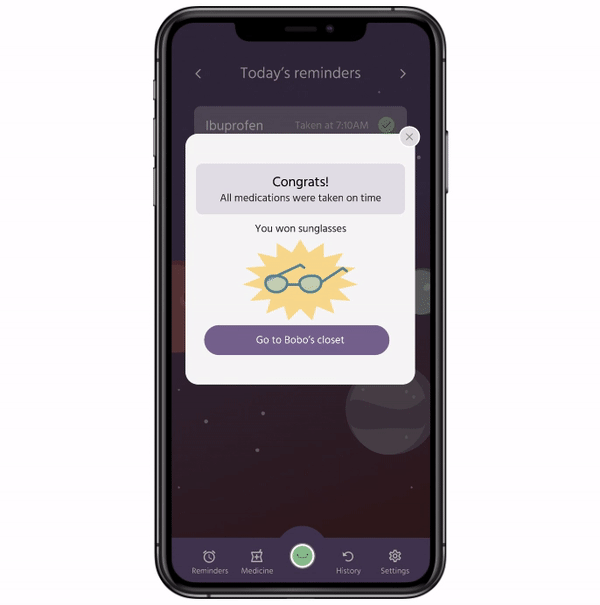 Today's reminders
Ibuprofen Taken at 7:10AM
Congrats!
All medications were taken on time
You won sunglasses
Go to Bobo's closet
Reminders Medicine History Settings